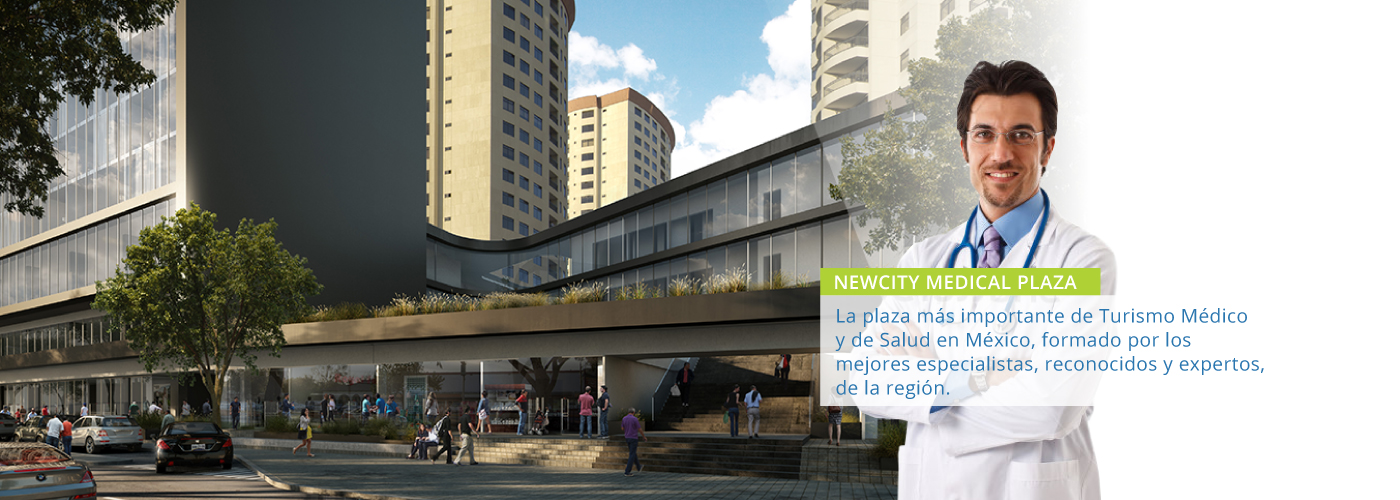 NEWCITY MEDICAL PLAZA
La plaza más importante de Turismo Médico
y de Salud en México, formado por los
mejores especialistas, reconocidos y expertos,
de la región.